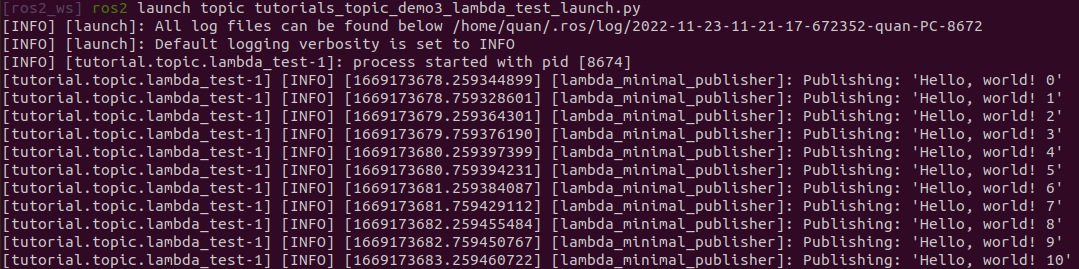 [ros2_ws] ros2 launch topic tutorials_topic_demo3_lambda_test_launch.py
[INFO] [launch]: All log files can be found below /home/quan/.ros/log/2022-11-23-11-21-17-672352-quan-PC-8672
[INFO] [launch]: Default logging verbosity is set to INFO
[INFO] [tutorial.topic.lambda_test-1]: process started with pid [8674]
[tutorial.topic.lambda_test-1] [INFO] [1669173678.259344899] [lambda_minimal_publisher]: Publishing: 'Hello, world! 0'
[tutorial.topic.lambda_test-1] [INFO] [1669173678.759328601] [lambda_minimal_publisher]: Publishing: 'Hello, world! 1'
[tutorial.topic.lambda_test-1] [INFO] [1669173679.259364301] [lambda_minimal_publisher]: Publishing: 'Hello, world! 2'
[tutorial.topic.lambda_test-1] [INFO] [1669173679.759376190] [lambda_minimal_publisher]: Publishing: 'Hello, world! 3'
[tutorial.topic.lambda_test-1] [INFO] [1669173680.259397399] [lambda_minimal_publisher]: Publishing: 'Hello, world! 4'
[tutorial.topic.lambda_test-1] [INFO] [1669173680.759394231] [lambda_minimal_publisher]: Publishing: 'Hello, world! 5'
[tutorial.topic.lambda_test-1] [INFO] [1669173681.259384087] [lambda_minimal_publisher]: Publishing: 'Hello, world! 6'
[tutorial.topic.lambda_test-1] [INFO] [1669173681.759429112] [lambda_minimal_publisher]: Publishing: 'Hello, world! 7'
[tutorial.topic.lambda_test-1] [INFO] [1669173682.259455484] [lambda_minimal_publisher]: Publishing: 'Hello, world! 8'
[tutorial.topic.lambda_test-1] [INFO] [1669173682.759450767] [lambda_minimal_publisher]: Publishing: 'Hello, world! 9'
[tutorial.topic.lambda_test-1] [INFO] [1669173683.259460722] [lambda_minimal_publisher]: Publishing: 'Hello, world! 10'